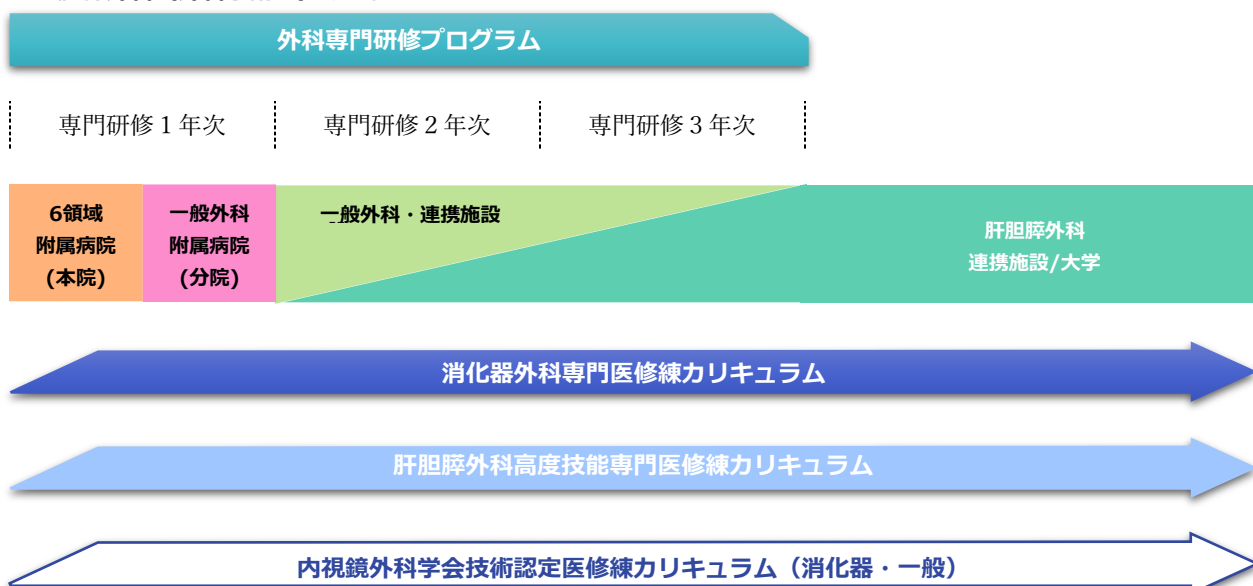 外科専門研修プログラム
専門研修１年次
専門研修２年次
専門研修３年次
6領域
附属病院
(本院)
一般外科
附属病院
(分院)
一般外科・連携施設
肝胆膵外科
連携施設/大学
消化器外科専門医修練カリキュラム
肝胆膵外科高度技能専門医修練カリキュラム
内視鏡外科学会技術認定医修練カリキュラム（消化器・一般）